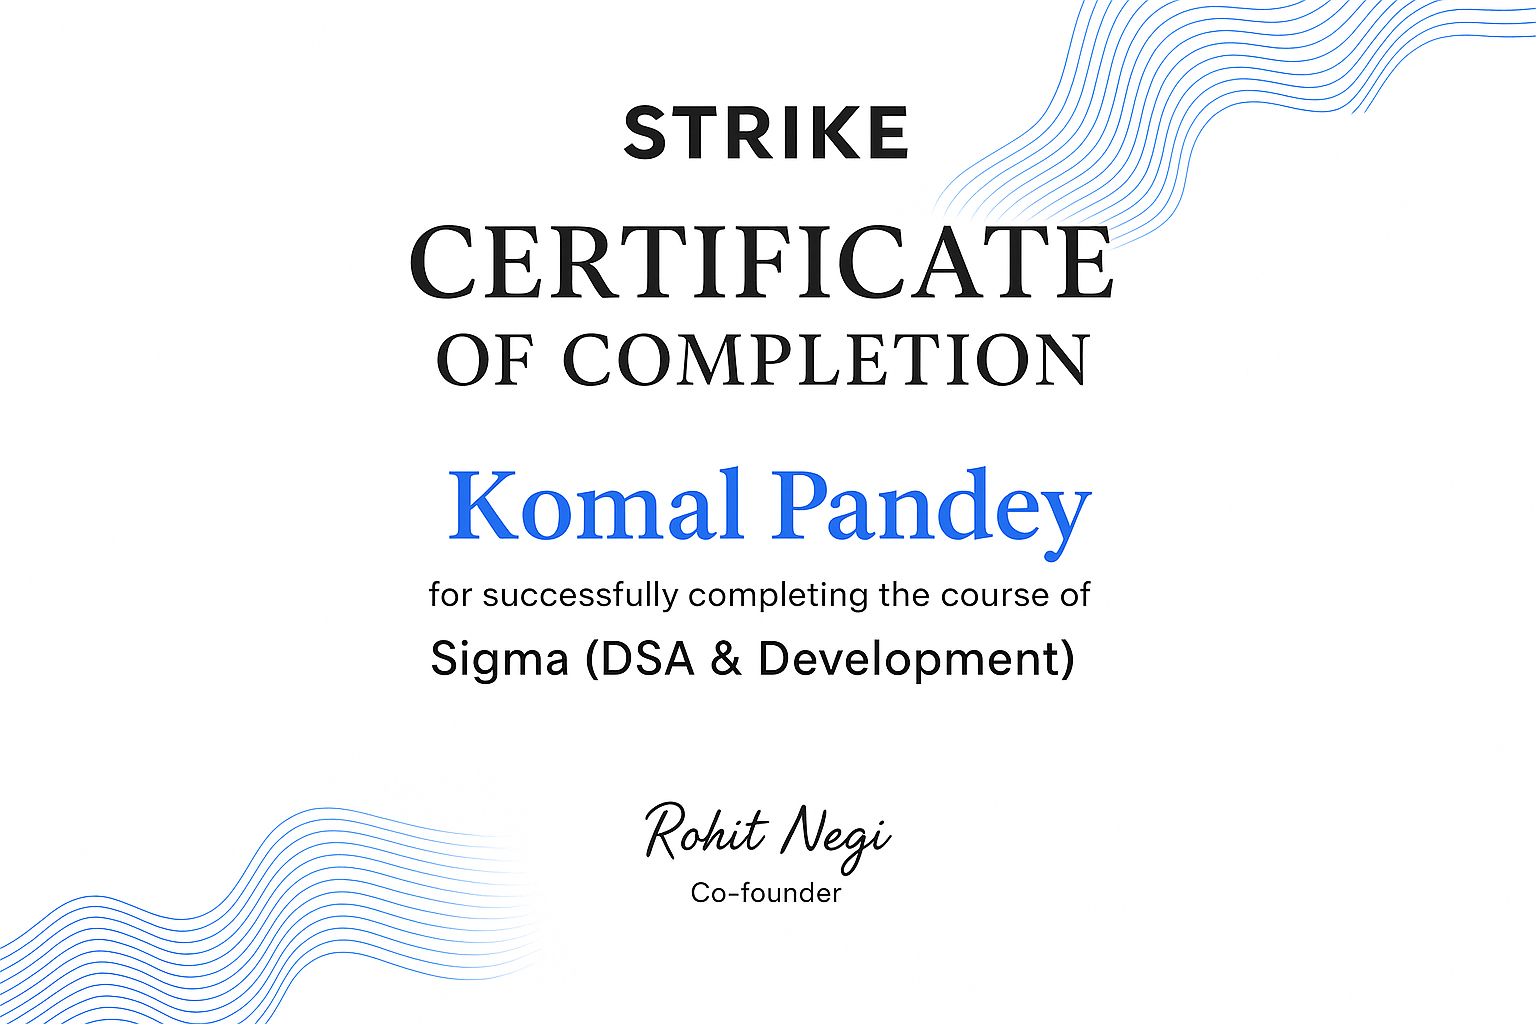 STRIKE
CERTIFICATE
OF COMPLETION
Komal Pandey
for successfully completing the course of
Sigma (DSA & Development)
Rohit Negi
Co-founder